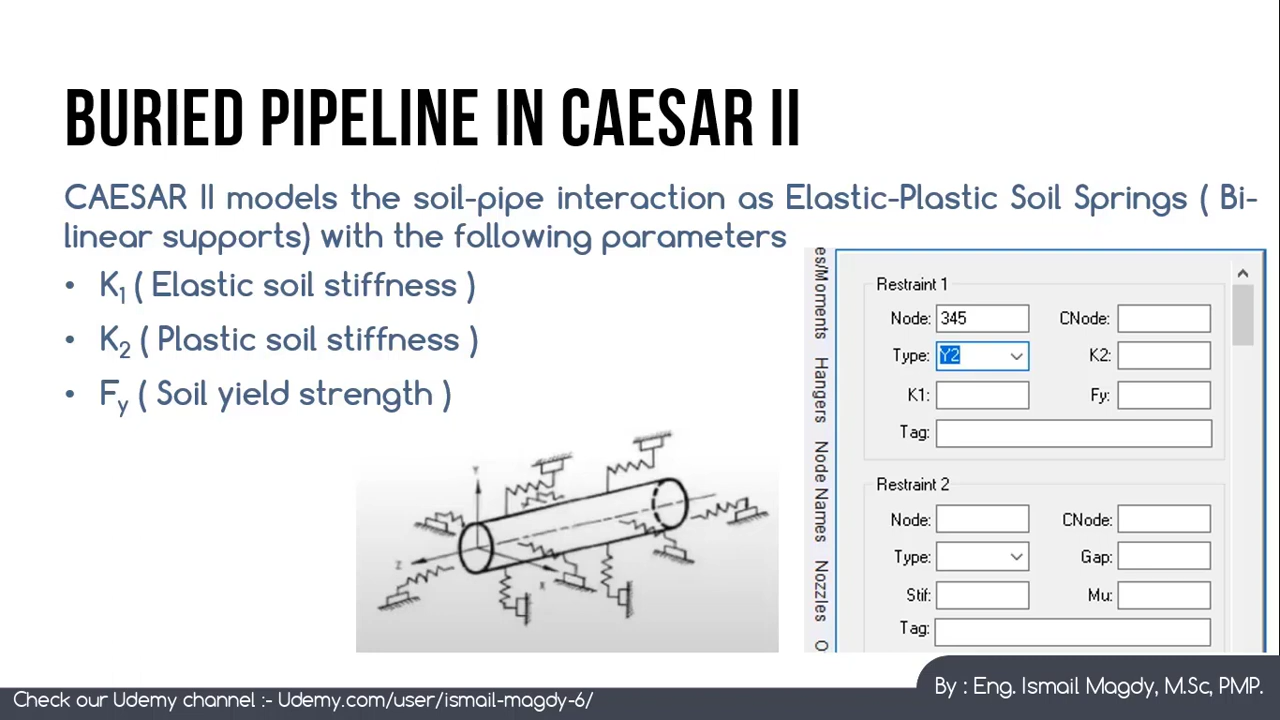 BURIED PIPELINE IN CAESAR II
CAESAR II models the soil-pipe interaction as Elastic-Plastic Soil Springs ( Bi-
linear supports) with the following parameters
• K1 ( Elastic soil stiffness )
• K2 ( Plastic soil stiffness )
• Fy ( Soil yield strength )
Y
Z
X
es/Moments
Hangers
Node Names
Nozzles
O
Restraint 1
Node: 345 CNode:
Type: Y2 K2:
K1: Fy:
Tag:
Restraint 2
Node: CNode:
Type: Gap:
Stif: Mu:
Tag:
Check our Udemy channel :- Udemy.com/user/ismail-magdy-6/
By : Eng. Ismail Magdy, M.Sc, PMP.